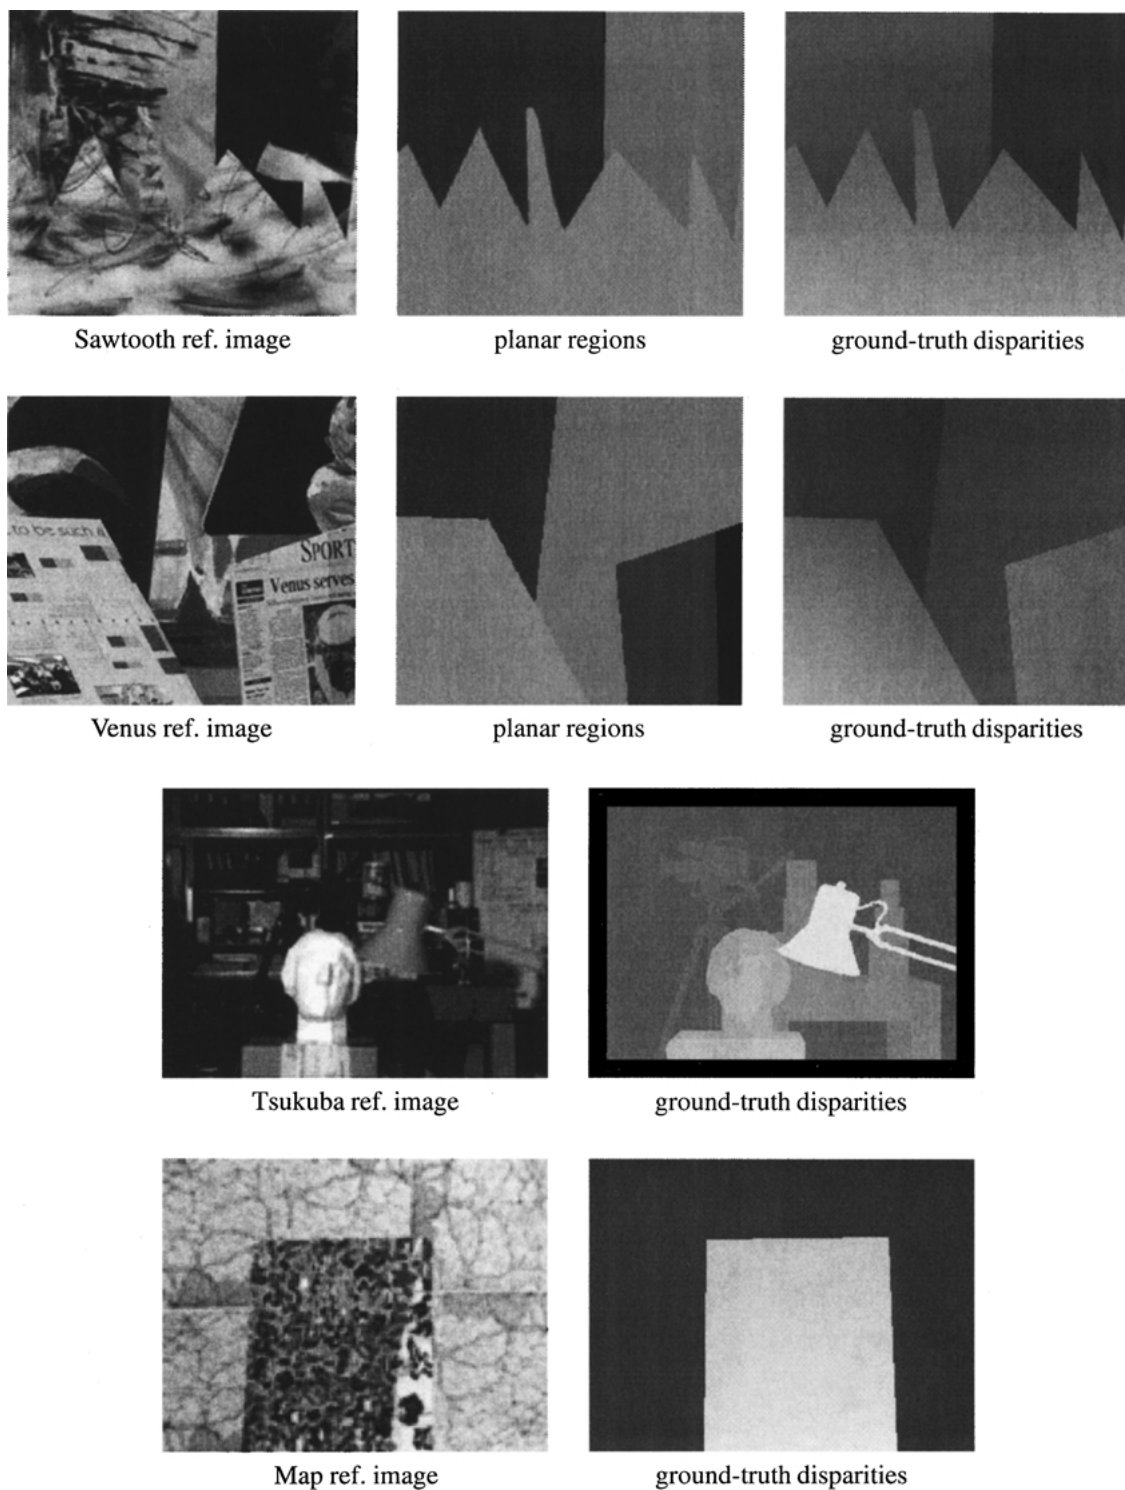 Sawtooth ref. image
planar regions
ground-truth disparities
to be such a
SPORT
Venus serves
Venus ref. image
planar regions
ground-truth disparities
Tsukuba ref. image
ground-truth disparities
Map ref. image
ground-truth disparities